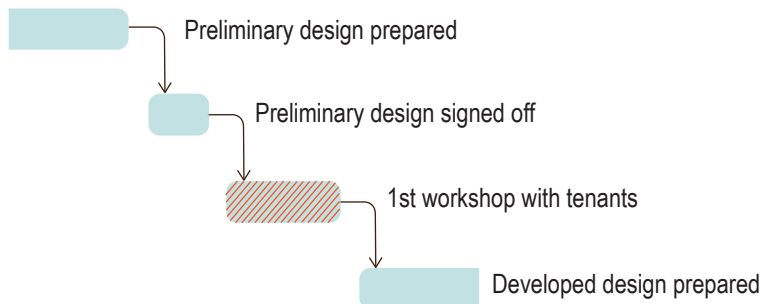 Preliminary design prepared
Preliminary design signed off
1st workshop with tenants
Developed design prepared